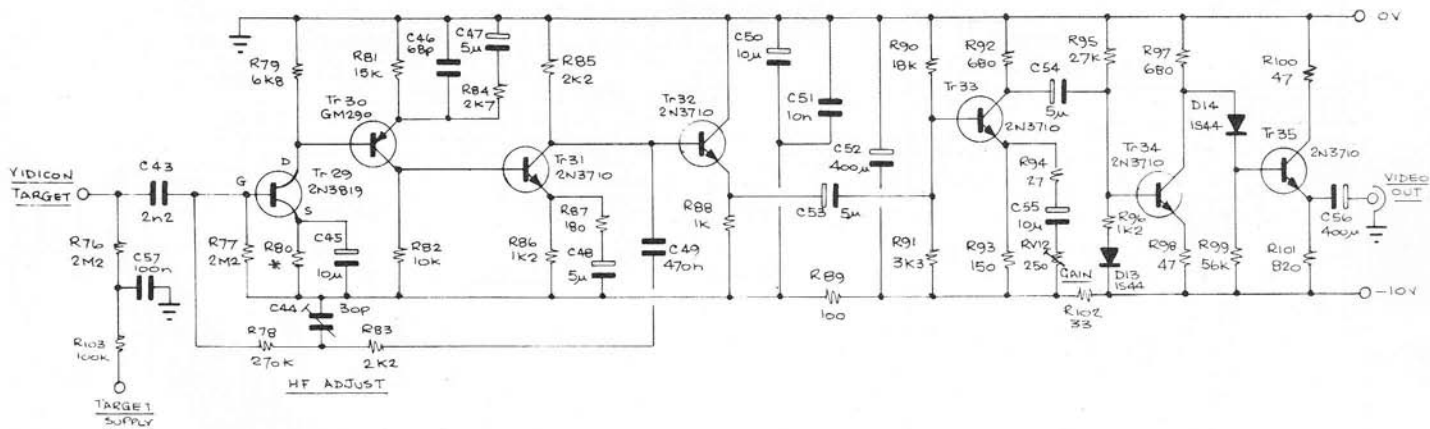 VIDICON
TARGET
C43
2n2
R76
2M2
C57
100n
R103
100K
TARGET
SUPPLY
R77
2M2
G
D
S
Tr29
2N3819
R79
6K8
R80
*
C45
10µ
C44
30p
R78
270K
R83
2K2
HF ADJUST
R81
15K
Tr30
GM290
C46
68p
C47
5µ
R84
2K7
R82
10K
R85
2K2
Tr31
2N3710
R87
180
R86
1K2
C48
5µ
C49
470n
Tr32
2N3710
R88
1K
C50
10µ
C51
10n
C52
400µ
C53
5µ
R89
100
R90
18K
R91
3K3
R92
680
Tr33
2N3710
R93
150
R94
27
C55
10µ
RV12
250
GAIN
R102
33
C54
5µ
R95
27K
R96
1K2
D13
1S44
Tr34
2N3710
R97
680
R98
47
D14
1S44
R99
56K
R100
47
Tr35
2N3710
R101
820
C56
400µ
VIDEO
OUT
0V
-10V